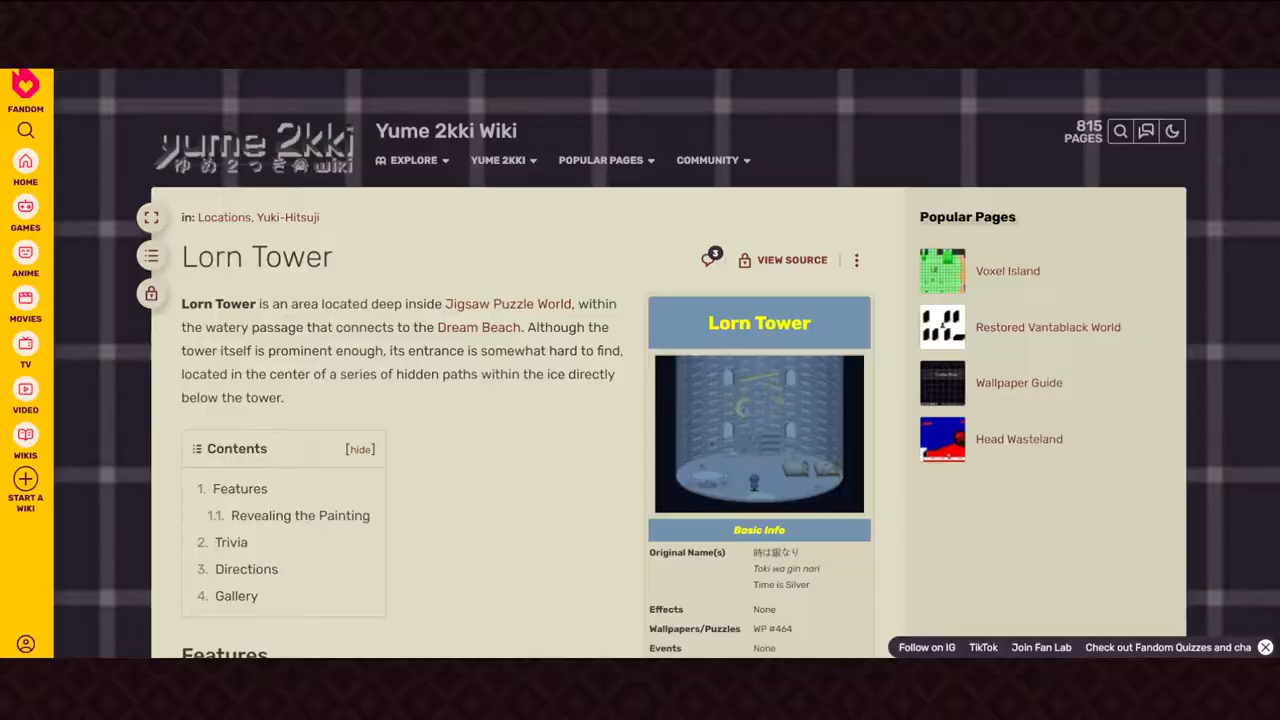 FANDOM
HOME
GAMES
ANIME
MOVIES
TV
VIDEO
WIKIS
START A
WIKI
yume 2kki
ゆめ2っき wiki
Yume 2kki Wiki
EXPLORE
YUME 2KKI
POPULAR PAGES
COMMUNITY
815
PAGES
in: Locations, Yuki-Hitsuji
Lorn Tower
3
VIEW SOURCE
Lorn Tower is an area located deep inside Jigsaw Puzzle World, within
the watery passage that connects to the Dream Beach. Although the
tower itself is prominent enough, its entrance is somewhat hard to find,
located in the center of a series of hidden paths within the ice directly
below the tower.
Contents [hide]
1. Features
1.1. Revealing the Painting
2. Trivia
3. Directions
4. Gallery
Features
Lorn Tower
Basic Info
Original Name(s) 時は銀なり
Toki wa gin nari
Time is Silver
Effects None
Wallpapers/Puzzles WP #464
Events None
Popular Pages
Voxel Island
Restored Vantablack World
Wallpaper Guide
Head Wasteland
Follow on IG TikTok Join Fan Lab Check out Fandom Quizzes and cha